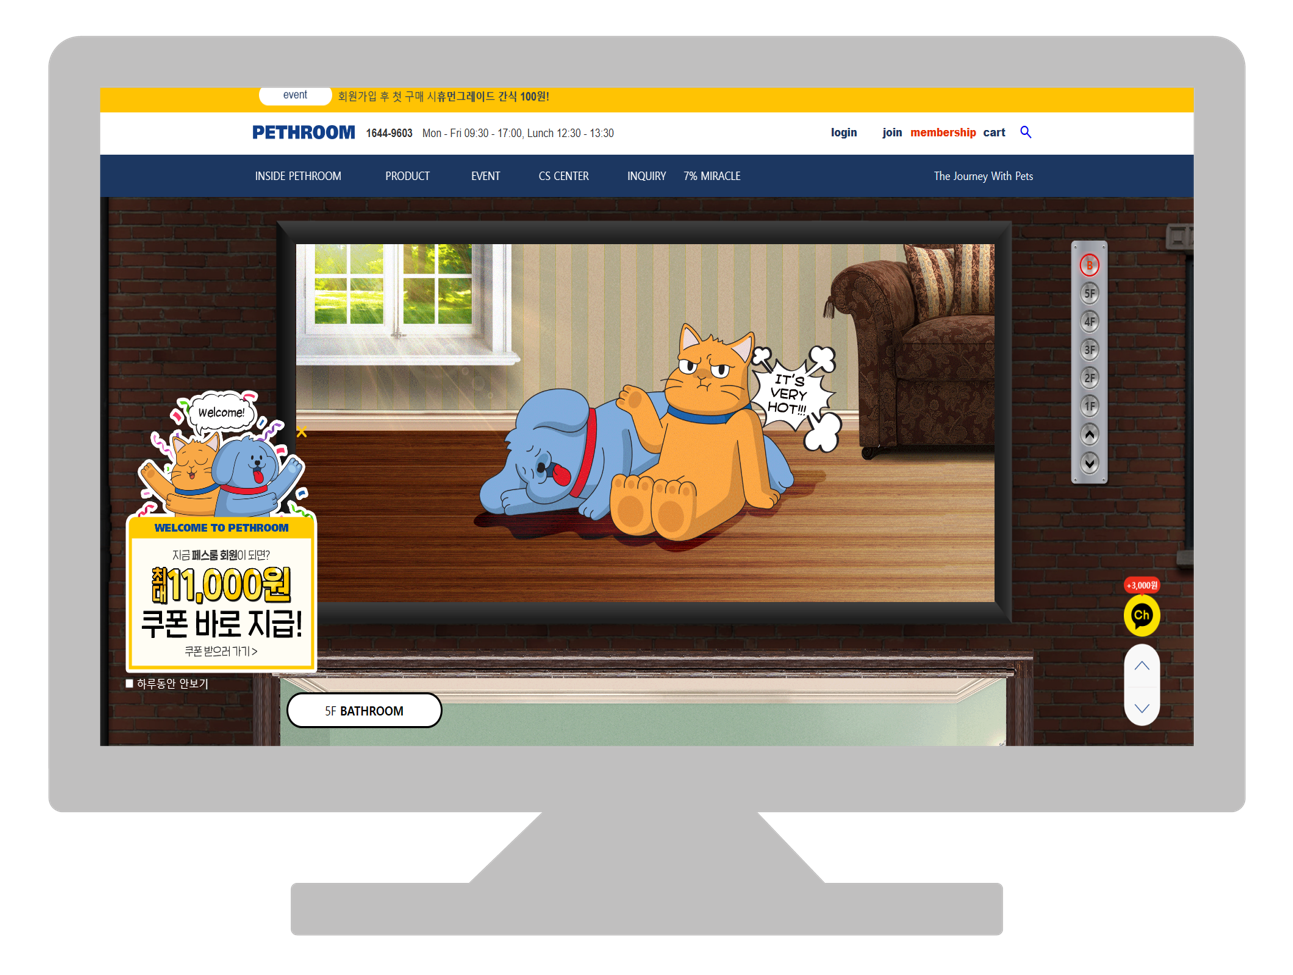 event 회원가입 후 첫 구매 시휴먼그레이드 간식 100원!
PETHROOM 1644-9603 Mon - Fri 09:30 - 17:00, Lunch 12:30 - 13:30 login join membership cart
INSIDE PETHROOM PRODUCT EVENT CS CENTER INQUIRY 7% MIRACLE The Journey With Pets
IT'S
VERY
HOT!!!
B
5F
4F
3F
2F
1F
Welcome!
WELCOME TO PETHROOM
지금 페스룸 회원이 되면?
최대 11,000원
쿠폰 바로 지급!
쿠폰 받으러 가기 >
하루동안 안보기
5F BATHROOM
+3,000원
Ch